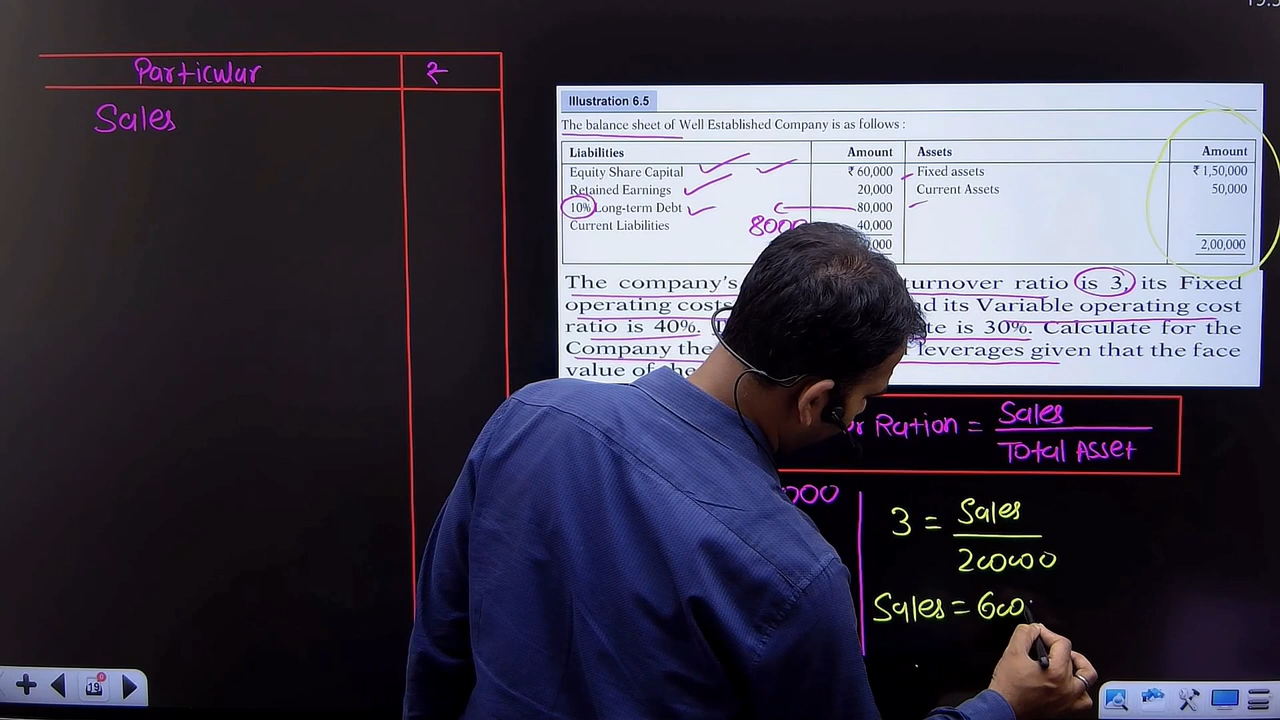 Particular ₹
Sales
Illustration 6.5
The balance sheet of Well Established Company is as follows :
Liabilities Amount Assets Amount
Equity Share Capital ₹ 60,000 Fixed assets ₹ 1,50,000
Retained Earnings 20,000 Current Assets 50,000
10% Long-term Debt 80,000
8000
Current Liabilities 40,000
,000 2,00,000
The company's turnover ratio is 3, its Fixed
operating costs its Variable operating cost
ratio is 40%. is 30%. Calculate for the
Company the leverages given that the face
value of
Ration = Sales
Total Asset
000
3 = Sales
200000
Sales = 600
19